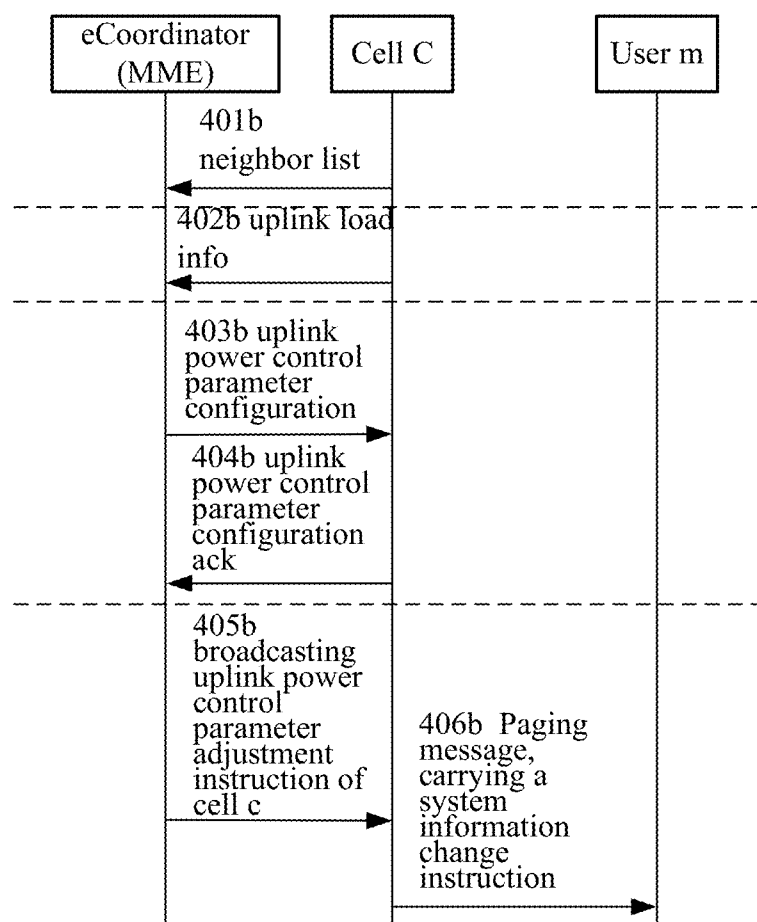 eCoordinator
(MME)
Cell C
User m
401b
neighbor list
402b uplink load
info
403b uplink
power control
parameter
configuration
404b uplink
power control
parameter
configuration
ack
405b
broadcasting
uplink power
control
parameter
adjustment
instruction of
cell c
406b Paging
message,
carrying a
system
information
change
instruction